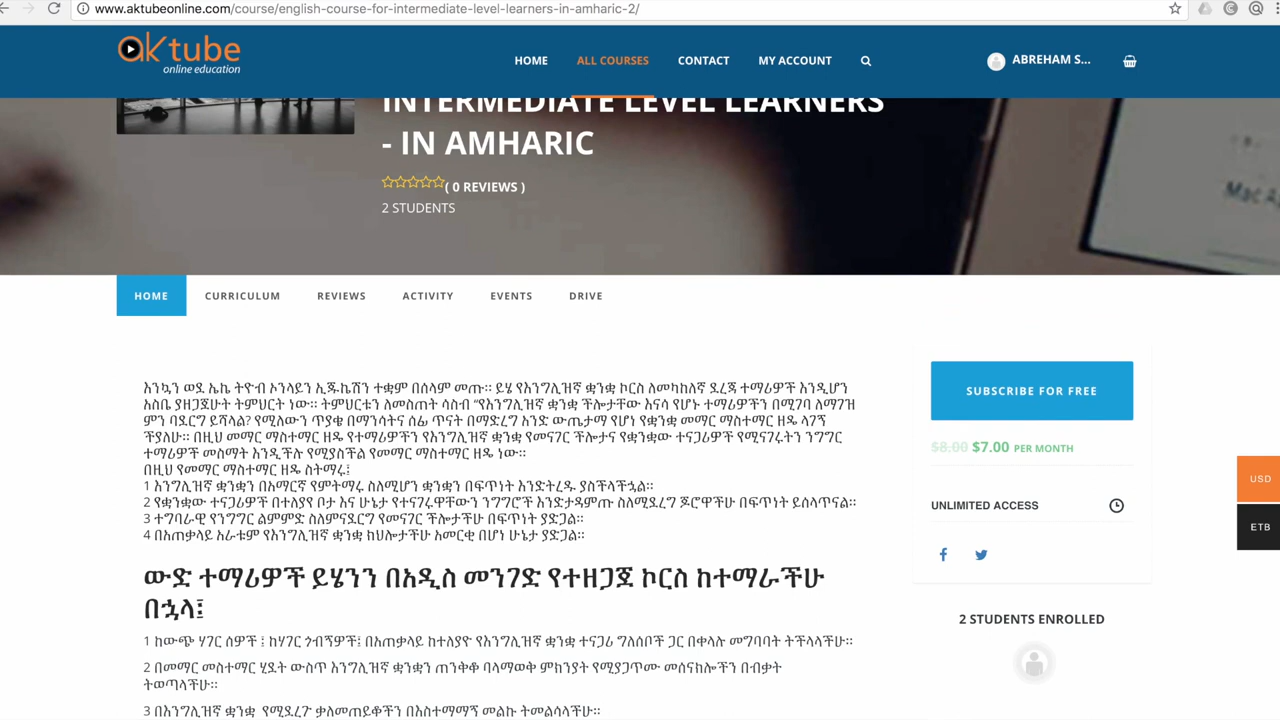 www.aktubeonline.com/course/english-course-for-intermediate-level-learners-in-amharic-2/
aktube
online education
HOME
ALL COURSES
CONTACT
MY ACCOUNT
ABREHAM S...
INTERMEDIATE LEVEL LEARNERS
- IN AMHARIC
( 0 REVIEWS )
2 STUDENTS
HOME
CURRICULUM
REVIEWS
ACTIVITY
EVENTS
DRIVE
እንኳን ወደ ኤኬ ትዮብ ኦንላይን ኢጁኬሽን ተቋም በሰላም መጡ። ይሄ የእንግሊዝኛ ቋንቋ ኮርስ ለመካከለኛ ደረጃ ተማሪዎች እንዲሆን
አስቤ ያዘጋጀሁት ትምህርት ነው። ትምህርቱን ለመስጠት ሳስብ “የእንግሊዝኛ ቋንቋ ችሎታቸው አናሳ የሆኑ ተማሪዎችን በሚገባ ለማገዝ
ምን ባደርግ ይሻላል? የሚለውን ጥያቄ በማንሳትና ሰፊ ጥናት በማድረግ አንድ ውጤታማ የሆነ የቋንቋ መማር ማስተማር ዘዴ ላገኝ
ችያለሁ። በዚህ መማር ማስተማር ዘዴ የተማሪዎችን የእንግሊዝኛ ቋንቋ የመናገር ችሎታና የቋንቋው ተናጋሪዎች የሚናገሩትን ንግግር
ተማሪዎች መስማት እንዲችሉ የሚያስችል የመማር ማስተማር ዘዴ ነው።
በዚህ የመማር ማስተማር ዘዴ ስትማሩ፤
1 እንግሊዝኛ ቋንቋን በአማርኛ የምትማሩ ስለሚሆን ቋንቋን በፍጥነት እንድትረዱ ያስችላችኋል።
2 የቋንቋው ተናጋሪዎች በተለያየ ቦታ እና ሁኔታ የተናገሩዋቸውን ንግግሮች እንድታዳምጡ ስለሚደረግ ጆሮዋችሁ በፍጥነት ይሰለጥናል።
3 ተግባራዊ የንግግር ልምምድ ስለምናደርግ የመናገር ችሎታችሁ በፍጥነት ያድጋል።
4 በአጠቃላይ አራቱም የእንግሊዝኛ ቋንቋ ክህሎታችሁ አመርቂ በሆነ ሁኔታ ያድጋል።
ውድ ተማሪዎች ይሄንን በአዲስ መንገድ የተዘጋጀ ኮርስ ከተማራችሁ
በኋላ፤
1 ከውጭ ሃገር ሰዎች ፤ ከሃገር ጎብኝዎች፤ በአጠቃላይ ከተለያዩ የእንግሊዝኛ ቋንቋ ተናጋሪ ግለሰቦች ጋር በቀላሉ መግባባት ትችላላችሁ።
2 በመማር መስተማር ሂደት ውስጥ እንግሊዝኛ ቋንቋን ጠንቅቆ ባላማወቅ ምክንያት የሚያጋጥሙ መሰናከሎችን በብቃት
ትወጣላችሁ።
3 በእንግሊዝኛ ቋንቋ የሚደረጉ ቃለመጠይቆችን በአስተማማኝ መልኩ ትመልሳላችሁ።
SUBSCRIBE FOR FREE
$8.00 $7.00 PER MONTH
UNLIMITED ACCESS
2 STUDENTS ENROLLED
USD
ETB